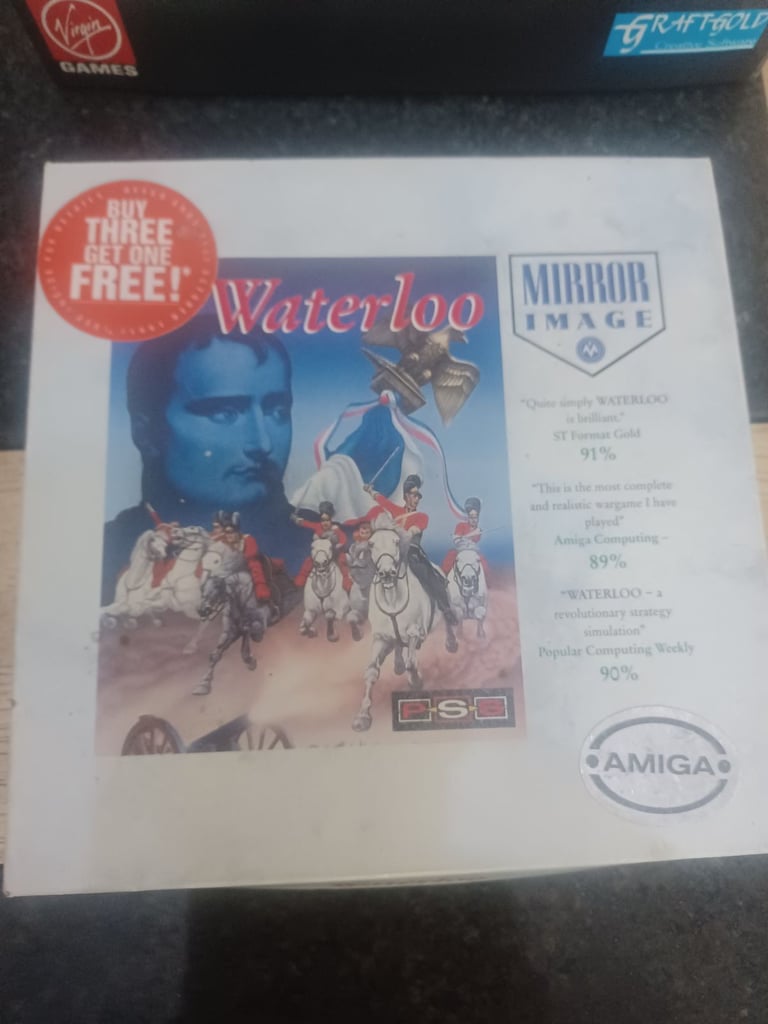 Virgin
GAMES
GRAFTGOLD
Creative Software
BUY
THREE
GET ONE
FREE!*
Waterloo
MIRROR
IMAGE
"Quite simply WATERLOO
is brilliant."
ST Format Gold
91%
"This is the most complete
and realistic wargame I have
played"
Amiga Computing –
89%
"WATERLOO – a
revolutionary strategy
simulation"
Popular Computing Weekly
90%
P-S-S
AMIGA